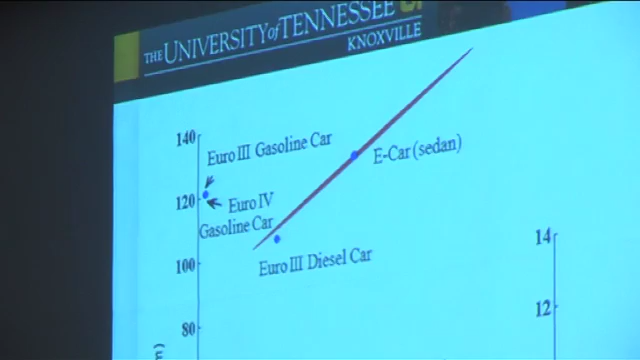 THE UNIVERSITY of TENNESSEE
KNOXVILLE
140
Euro III Gasoline Car
E-Car (sedan)
120
Euro IV
Gasoline Car
Euro III Diesel Car
100
14
12
80